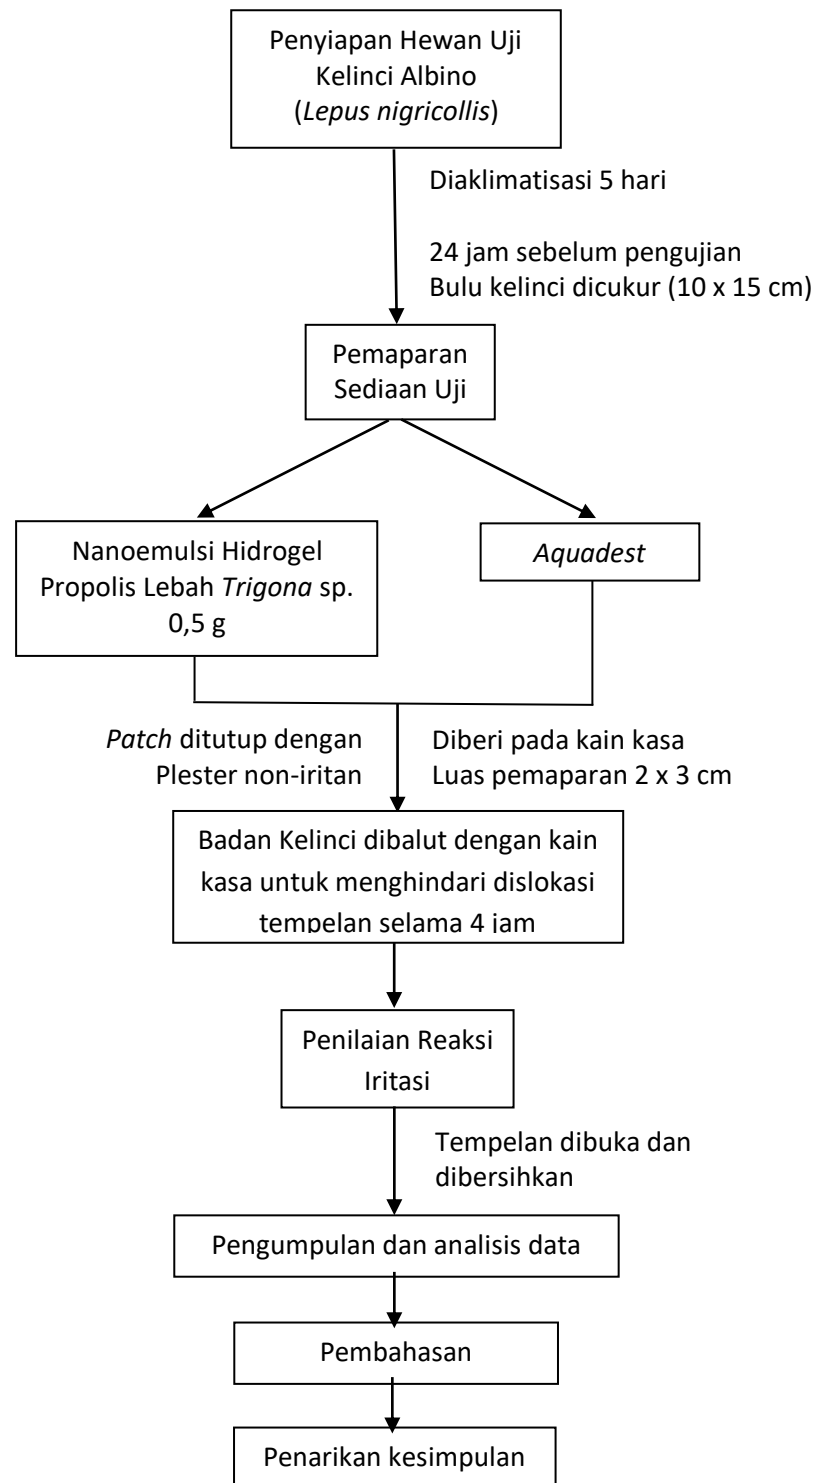 Penyiapan Hewan Uji
Kelinci Albino
(Lepus nigricollis)
Diaklimatisasi 5 hari
24 jam sebelum pengujian
Bulu kelinci dicukur (10 x 15 cm)
Pemaparan
Sediaan Uji
Nanoemulsi Hidrogel
Propolis Lebah Trigona sp.
0,5 g
Aquadest
Patch ditutup dengan
Plester non-iritan
Diberi pada kain kasa
Luas pemaparan 2 x 3 cm
Badan Kelinci dibalut dengan kain
kasa untuk menghindari dislokasi
tempelan selama 4 jam
Penilaian Reaksi
Iritasi
Tempelan dibuka dan
dibersihkan
Pengumpulan dan analisis data
Pembahasan
Penarikan kesimpulan